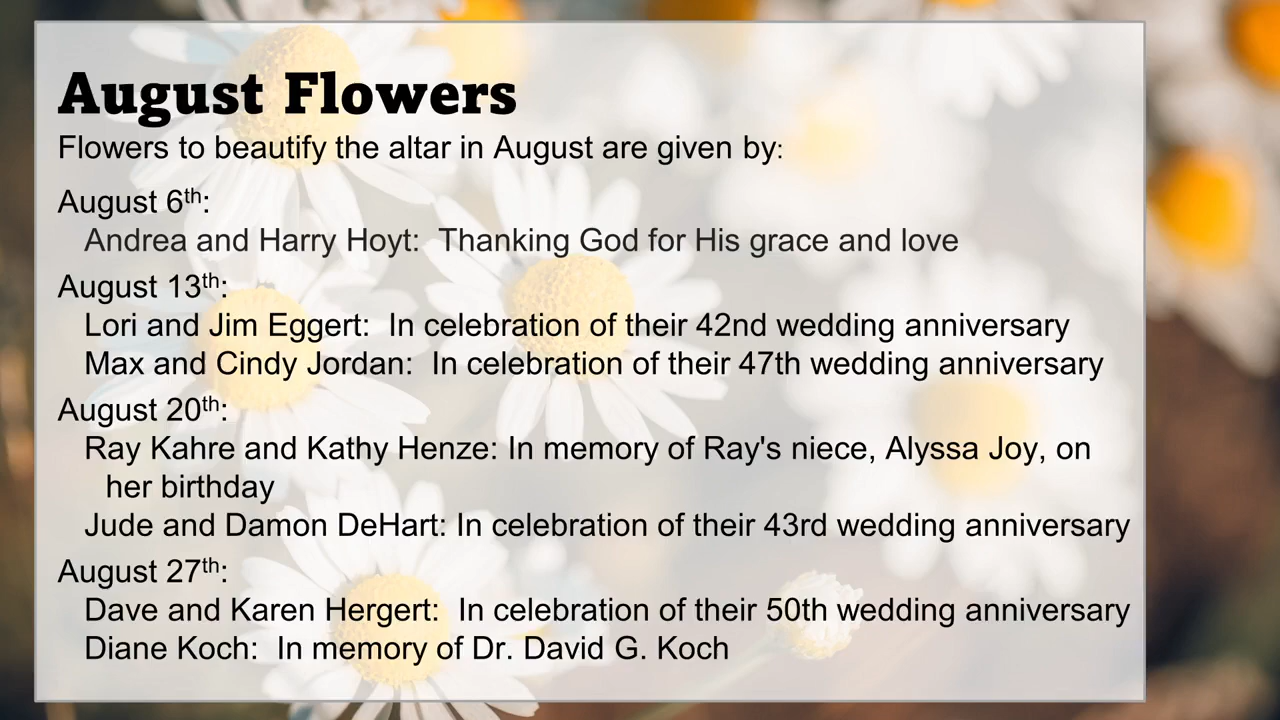 August Flowers
Flowers to beautify the altar in August are given by:
August 6th:
Andrea and Harry Hoyt:  Thanking God for His grace and love
August 13th:
Lori and Jim Eggert:  In celebration of their 42nd wedding anniversary
Max and Cindy Jordan:  In celebration of their 47th wedding anniversary
August 20th:
Ray Kahre and Kathy Henze: In memory of Ray's niece, Alyssa Joy, on
her birthday
Jude and Damon DeHart: In celebration of their 43rd wedding anniversary
August 27th:
Dave and Karen Hergert:  In celebration of their 50th wedding anniversary
Diane Koch:  In memory of Dr. David G. Koch